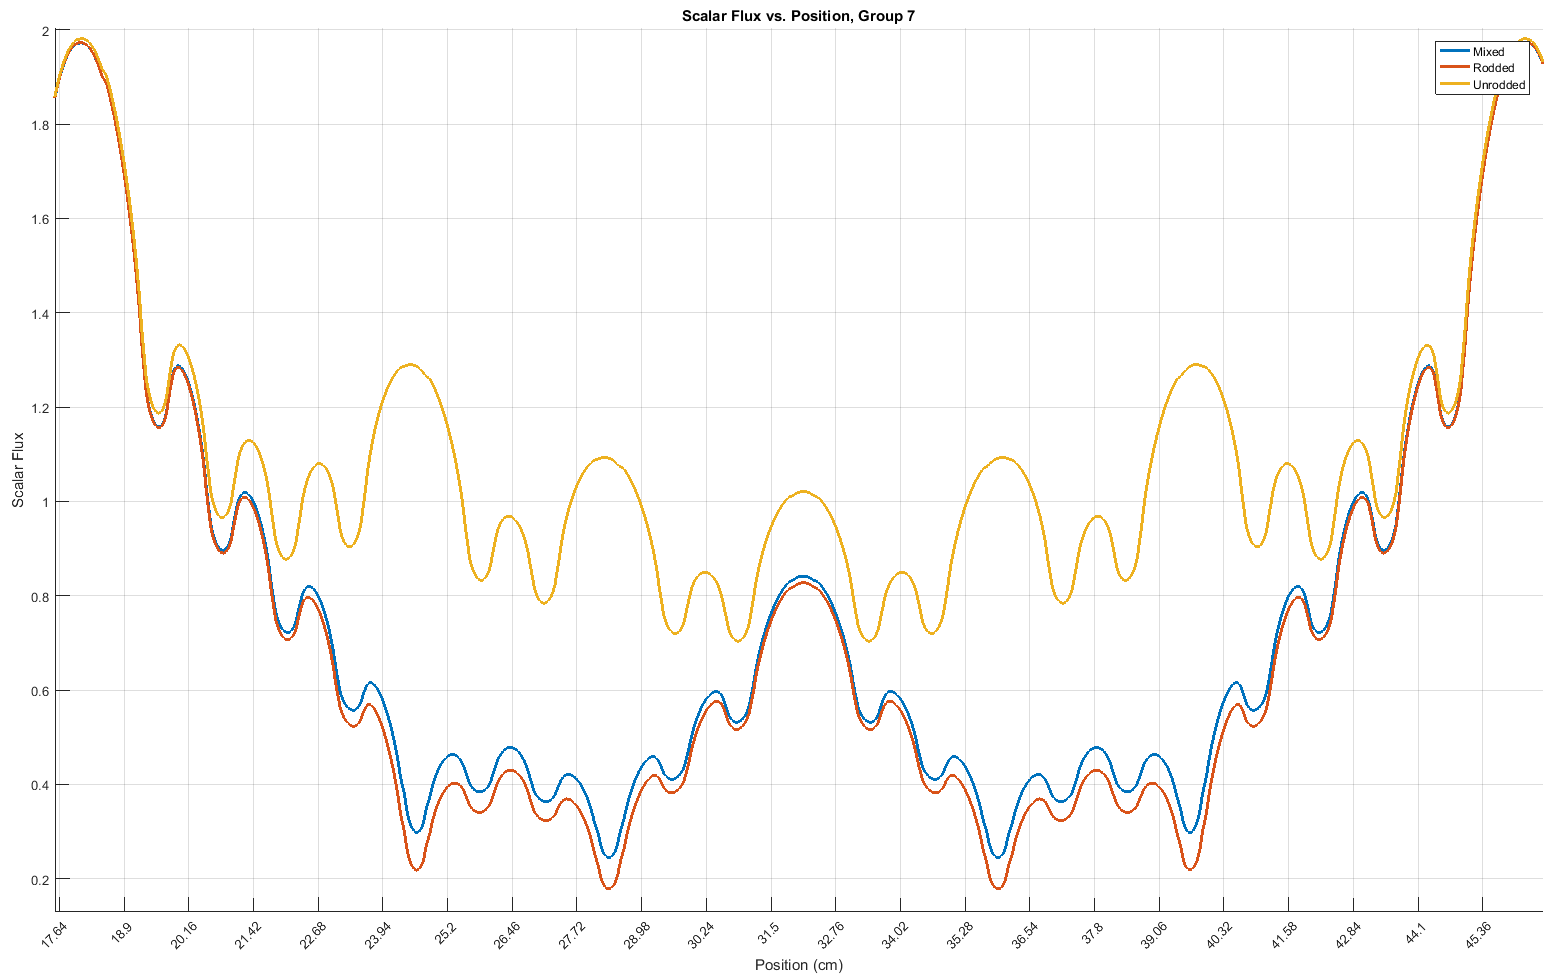 Scalar Flux vs. Position, Group 7
Mixed
Rodded
Unrodded
Scalar Flux
2
1.8
1.6
1.4
1.2
1
0.8
0.6
0.4
0.2
17.64 18.9 20.16 21.42 22.68 23.94 25.2 26.46 27.72 28.98 30.24 31.5 32.76 34.02 35.28 36.54 37.8 39.06 40.32 41.58 42.84 44.1 45.36
Position (cm)